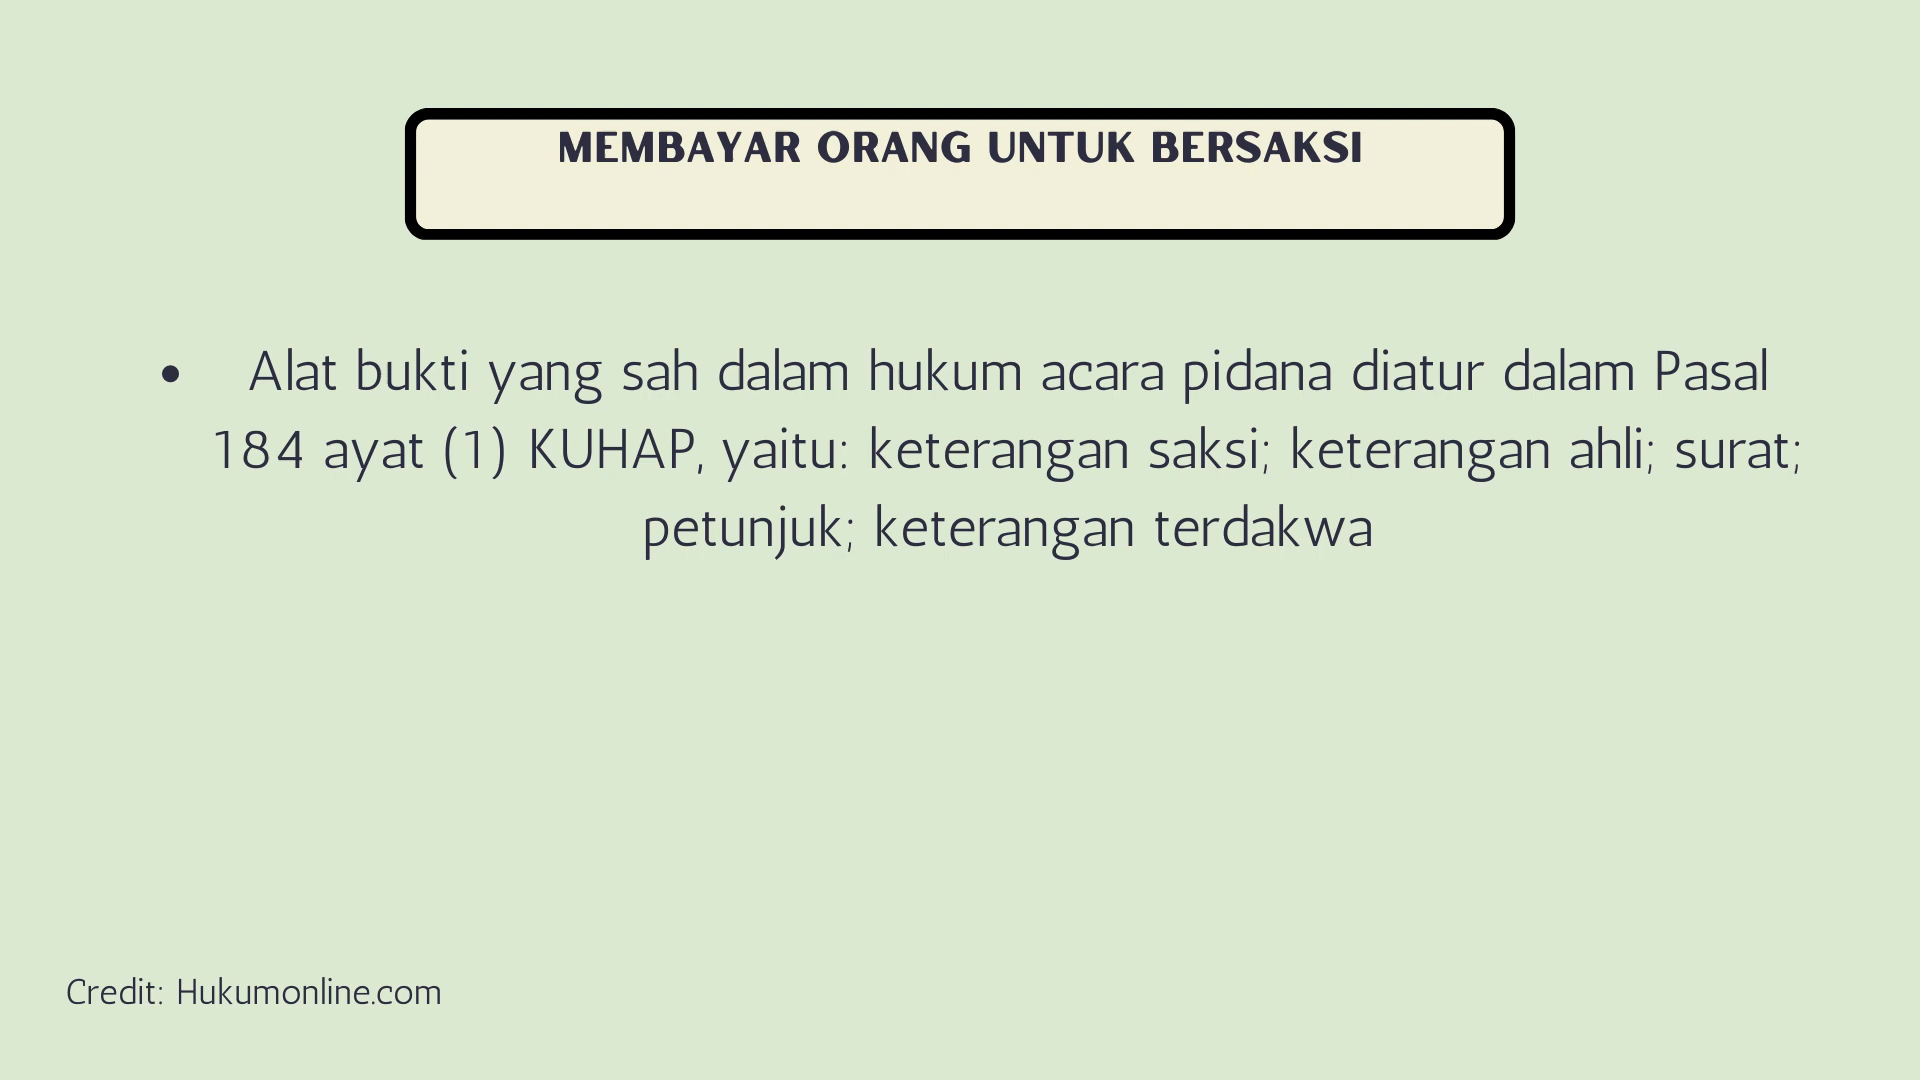 MEMBAYAR ORANG UNTUK BERSAKSI
• Alat bukti yang sah dalam hukum acara pidana diatur dalam Pasal
184 ayat (1) KUHAP, yaitu: keterangan saksi; keterangan ahli; surat;
petunjuk; keterangan terdakwa
Credit: Hukumonline.com